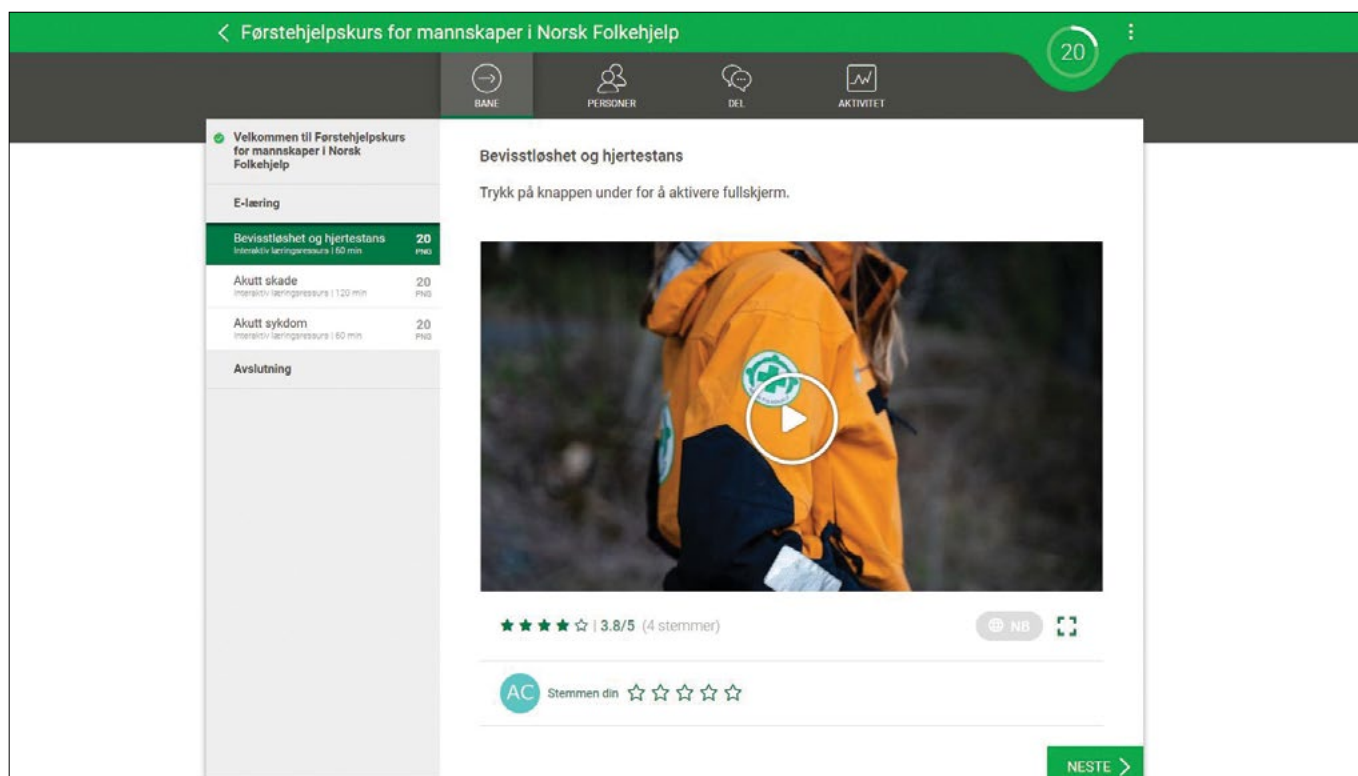 Førstehjelpskurs for mannskaper i Norsk Folkehjelp
20
BANE
PERSONER
DEL
AKTIVITET
Velkommen til Førstehjelpskurs
for mannskaper i Norsk
Folkehjelp
E-læring
Bevisstløshet og hjertestans 20
Interaktiv læringsressurs | 60 min PNG
Akutt skade 20
Interaktiv læringsressurs | 120 min PNG
Akutt sykdom 20
Interaktiv læringsressurs | 60 min PNG
Avslutning
Bevisstløshet og hjertestans
Trykk på knappen under for å aktivere fullskjerm.
| 3.8/5 (4 stemmer)
NB
AC Stemmen din
NESTE